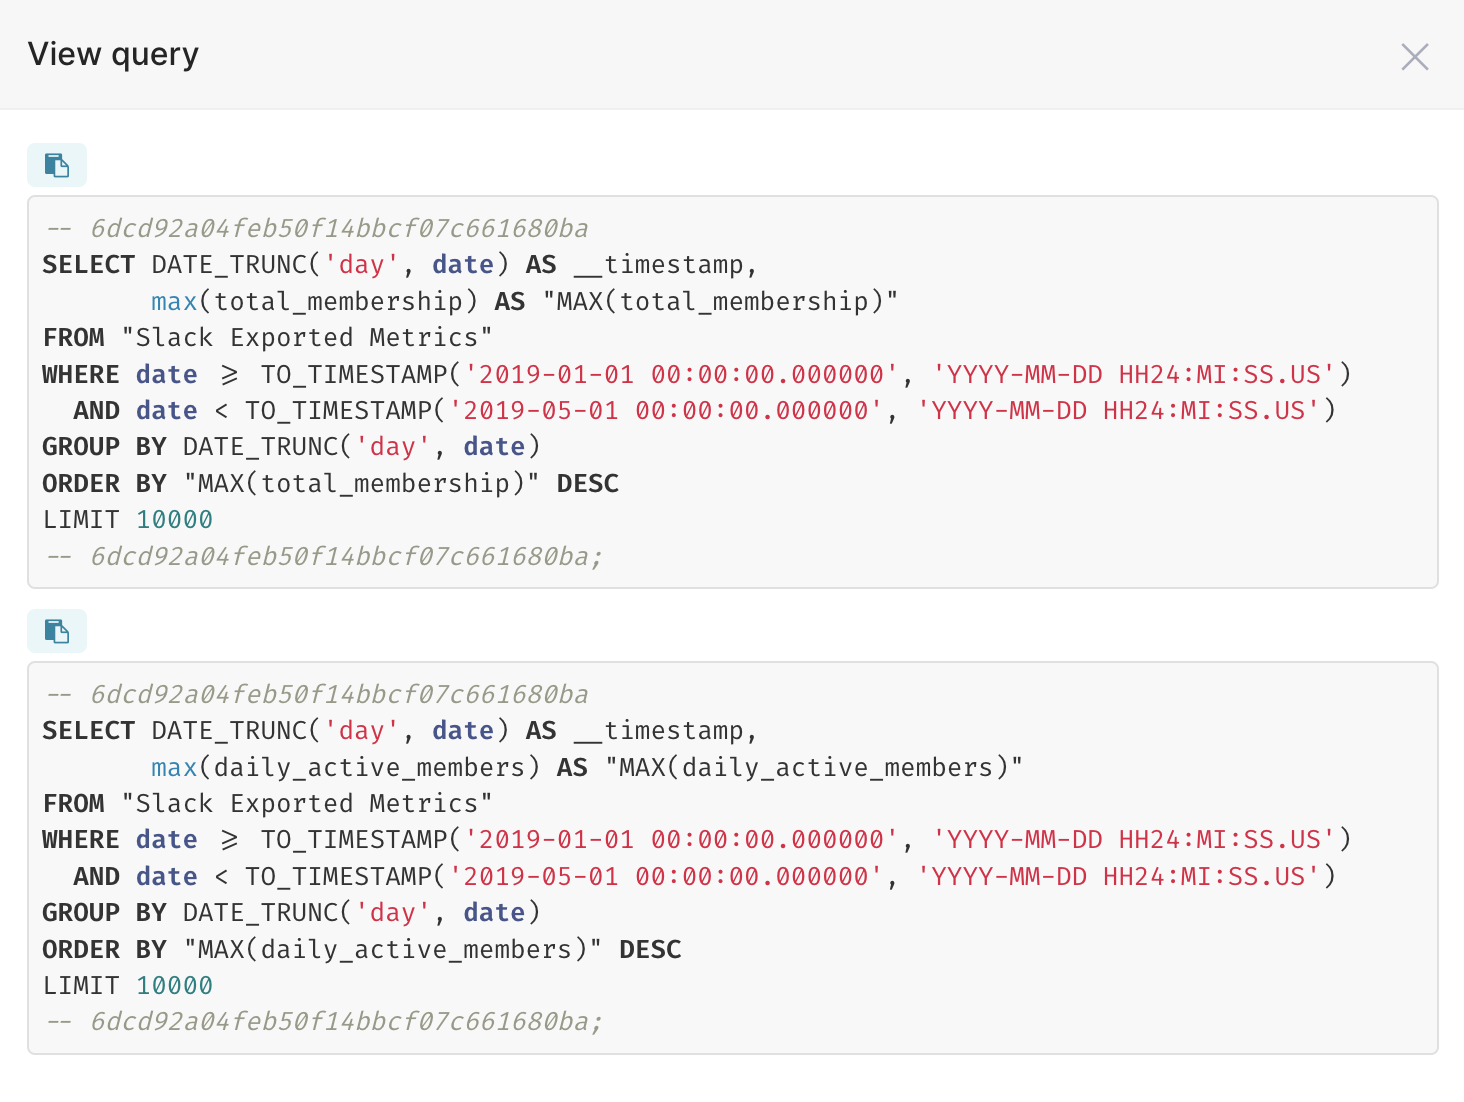 View query
-- 6dcd92a04feb50f14bbcf07c661680ba
SELECT DATE_TRUNC('day', date) AS __timestamp,
       max(total_membership) AS "MAX(total_membership)"
FROM "Slack Exported Metrics"
WHERE date >= TO_TIMESTAMP('2019-01-01 00:00:00.000000', 'YYYY-MM-DD HH24:MI:SS.US')
  AND date < TO_TIMESTAMP('2019-05-01 00:00:00.000000', 'YYYY-MM-DD HH24:MI:SS.US')
GROUP BY DATE_TRUNC('day', date)
ORDER BY "MAX(total_membership)" DESC
LIMIT 10000
-- 6dcd92a04feb50f14bbcf07c661680ba;
-- 6dcd92a04feb50f14bbcf07c661680ba
SELECT DATE_TRUNC('day', date) AS __timestamp,
       max(daily_active_members) AS "MAX(daily_active_members)"
FROM "Slack Exported Metrics"
WHERE date >= TO_TIMESTAMP('2019-01-01 00:00:00.000000', 'YYYY-MM-DD HH24:MI:SS.US')
  AND date < TO_TIMESTAMP('2019-05-01 00:00:00.000000', 'YYYY-MM-DD HH24:MI:SS.US')
GROUP BY DATE_TRUNC('day', date)
ORDER BY "MAX(daily_active_members)" DESC
LIMIT 10000
-- 6dcd92a04feb50f14bbcf07c661680ba;